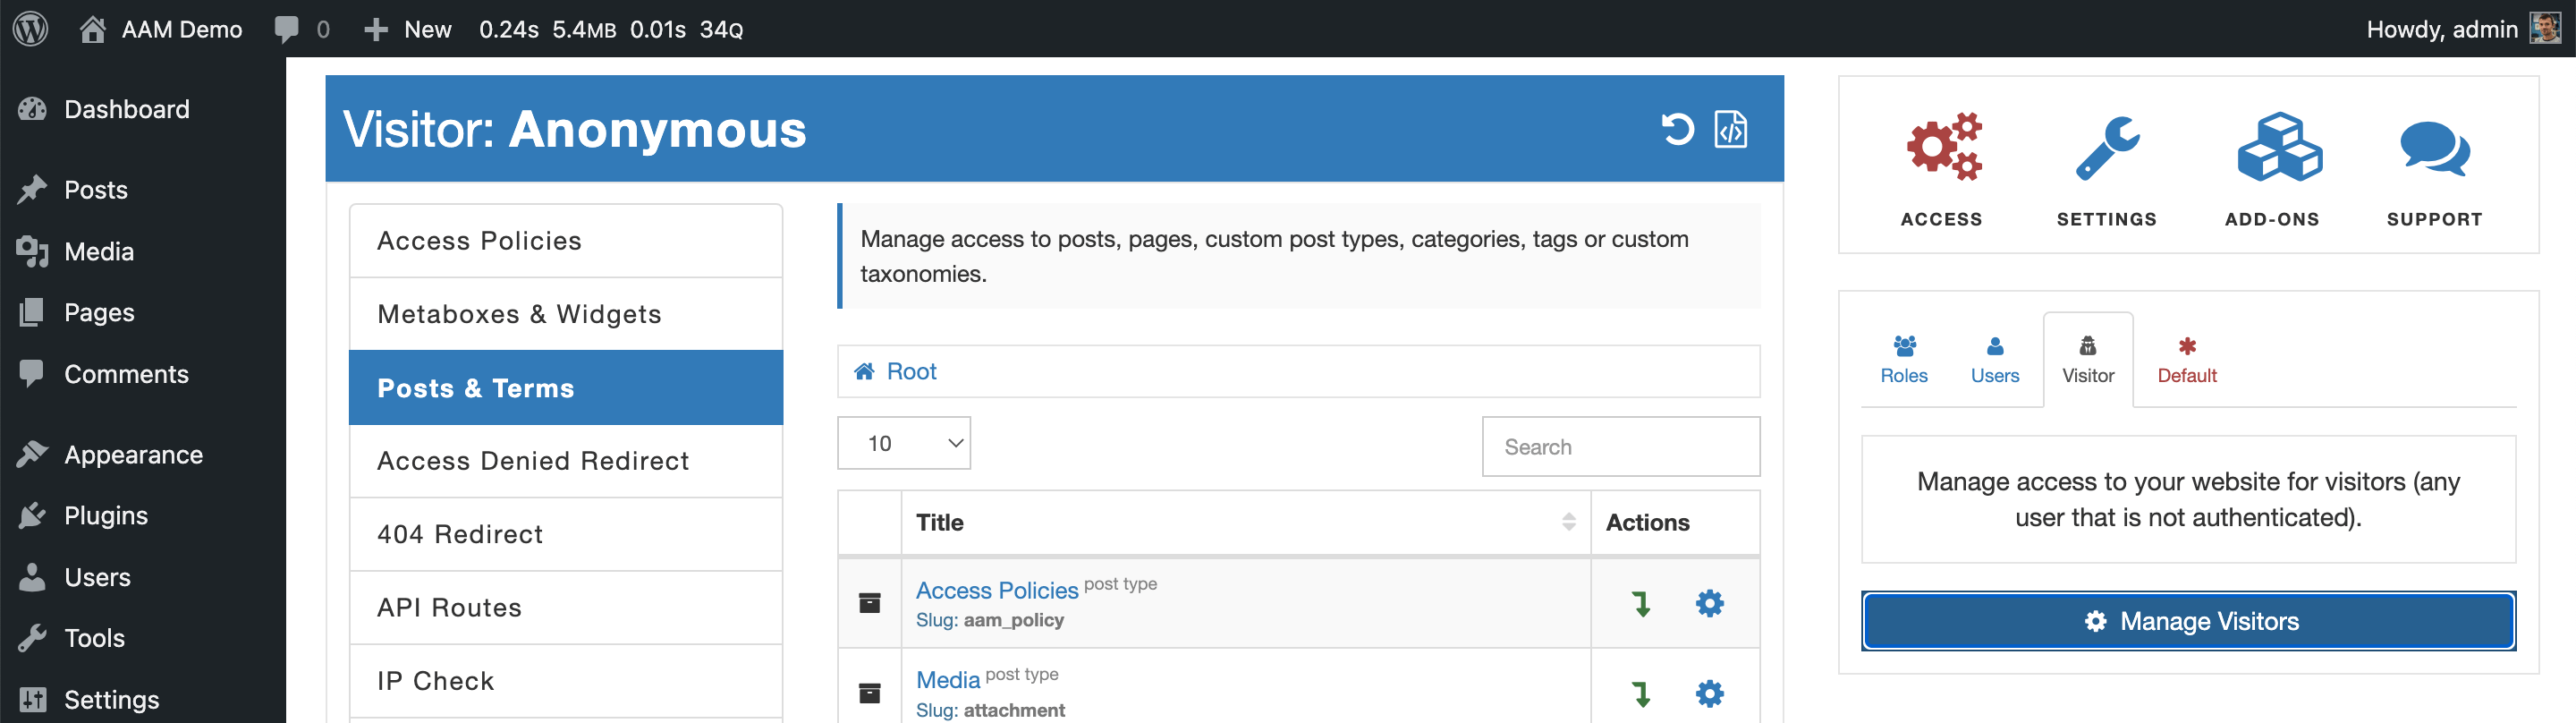 AAM Demo
0
New
0.24s 5.4MB 0.01s 34Q
Howdy, admin
Dashboard
Posts
Media
Pages
Comments
Appearance
Plugins
Users
Tools
Settings
Visitor: Anonymous
Access Policies
Metaboxes & Widgets
Posts & Terms
Access Denied Redirect
404 Redirect
API Routes
IP Check
Manage access to posts, pages, custom post types, categories, tags or custom
taxonomies.
Root
10
Search
Title
Actions
Access Policies post type
Slug: aam_policy
Media post type
Slug: attachment
ACCESS
SETTINGS
ADD-ONS
SUPPORT
Roles
Users
Visitor
Default
Manage access to your website for visitors (any
user that is not authenticated).
Manage Visitors